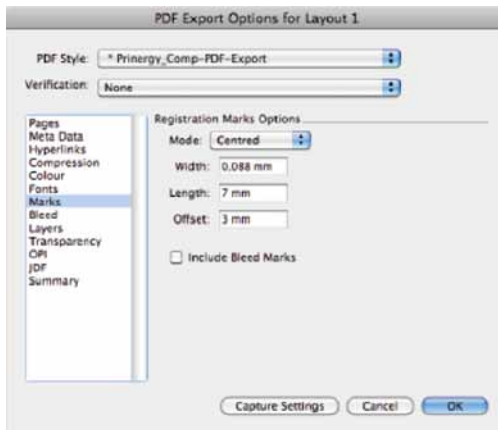 PDF Export Options for Layout 1
PDF Style: * Prinergy_Comp-PDF-Export
Verification: None
Pages
Meta Data
Hyperlinks
Compression
Colour
Fonts
Marks
Bleed
Layers
Transparency
OPI
JDF
Summary
Registration Marks Options
Mode: Centred
Width: 0.088 mm
Length: 7 mm
Offset: 3 mm
Include Bleed Marks
Capture Settings Cancel OK